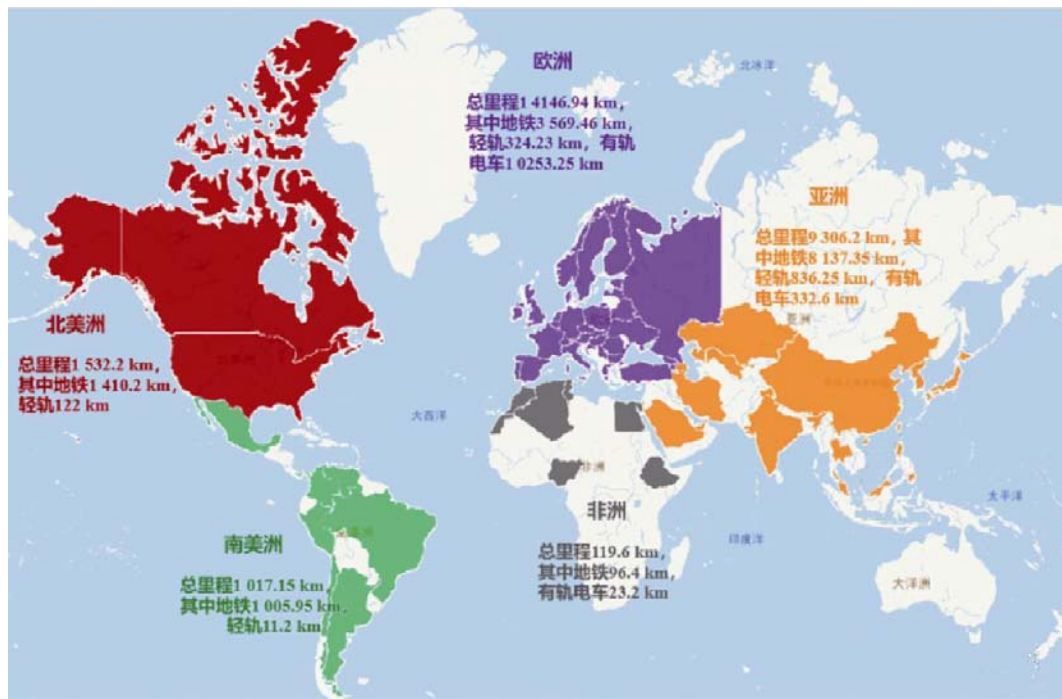 欧洲
总里程1 4146.94 km，
其中地铁3 569.46 km，
轻轨324.23 km，有轨
电车1 0253.25 km
北冰洋
亚洲
总里程9 306.2 km，其
中地铁8 137.35 km，
轻轨836.25 km，有轨
电车332.6 km
亚洲
北美洲
总里程1 532.2 km，
其中地铁1 410.2 km，
轻轨122 km
大西洋
非洲
非洲
总里程119.6 km，
其中地铁96.4 km，
有轨电车23.2 km
南美洲
总里程1 017.15 km，
其中地铁1 005.95 km，
轻轨11.2 km
印度洋
太平洋
大洋洲